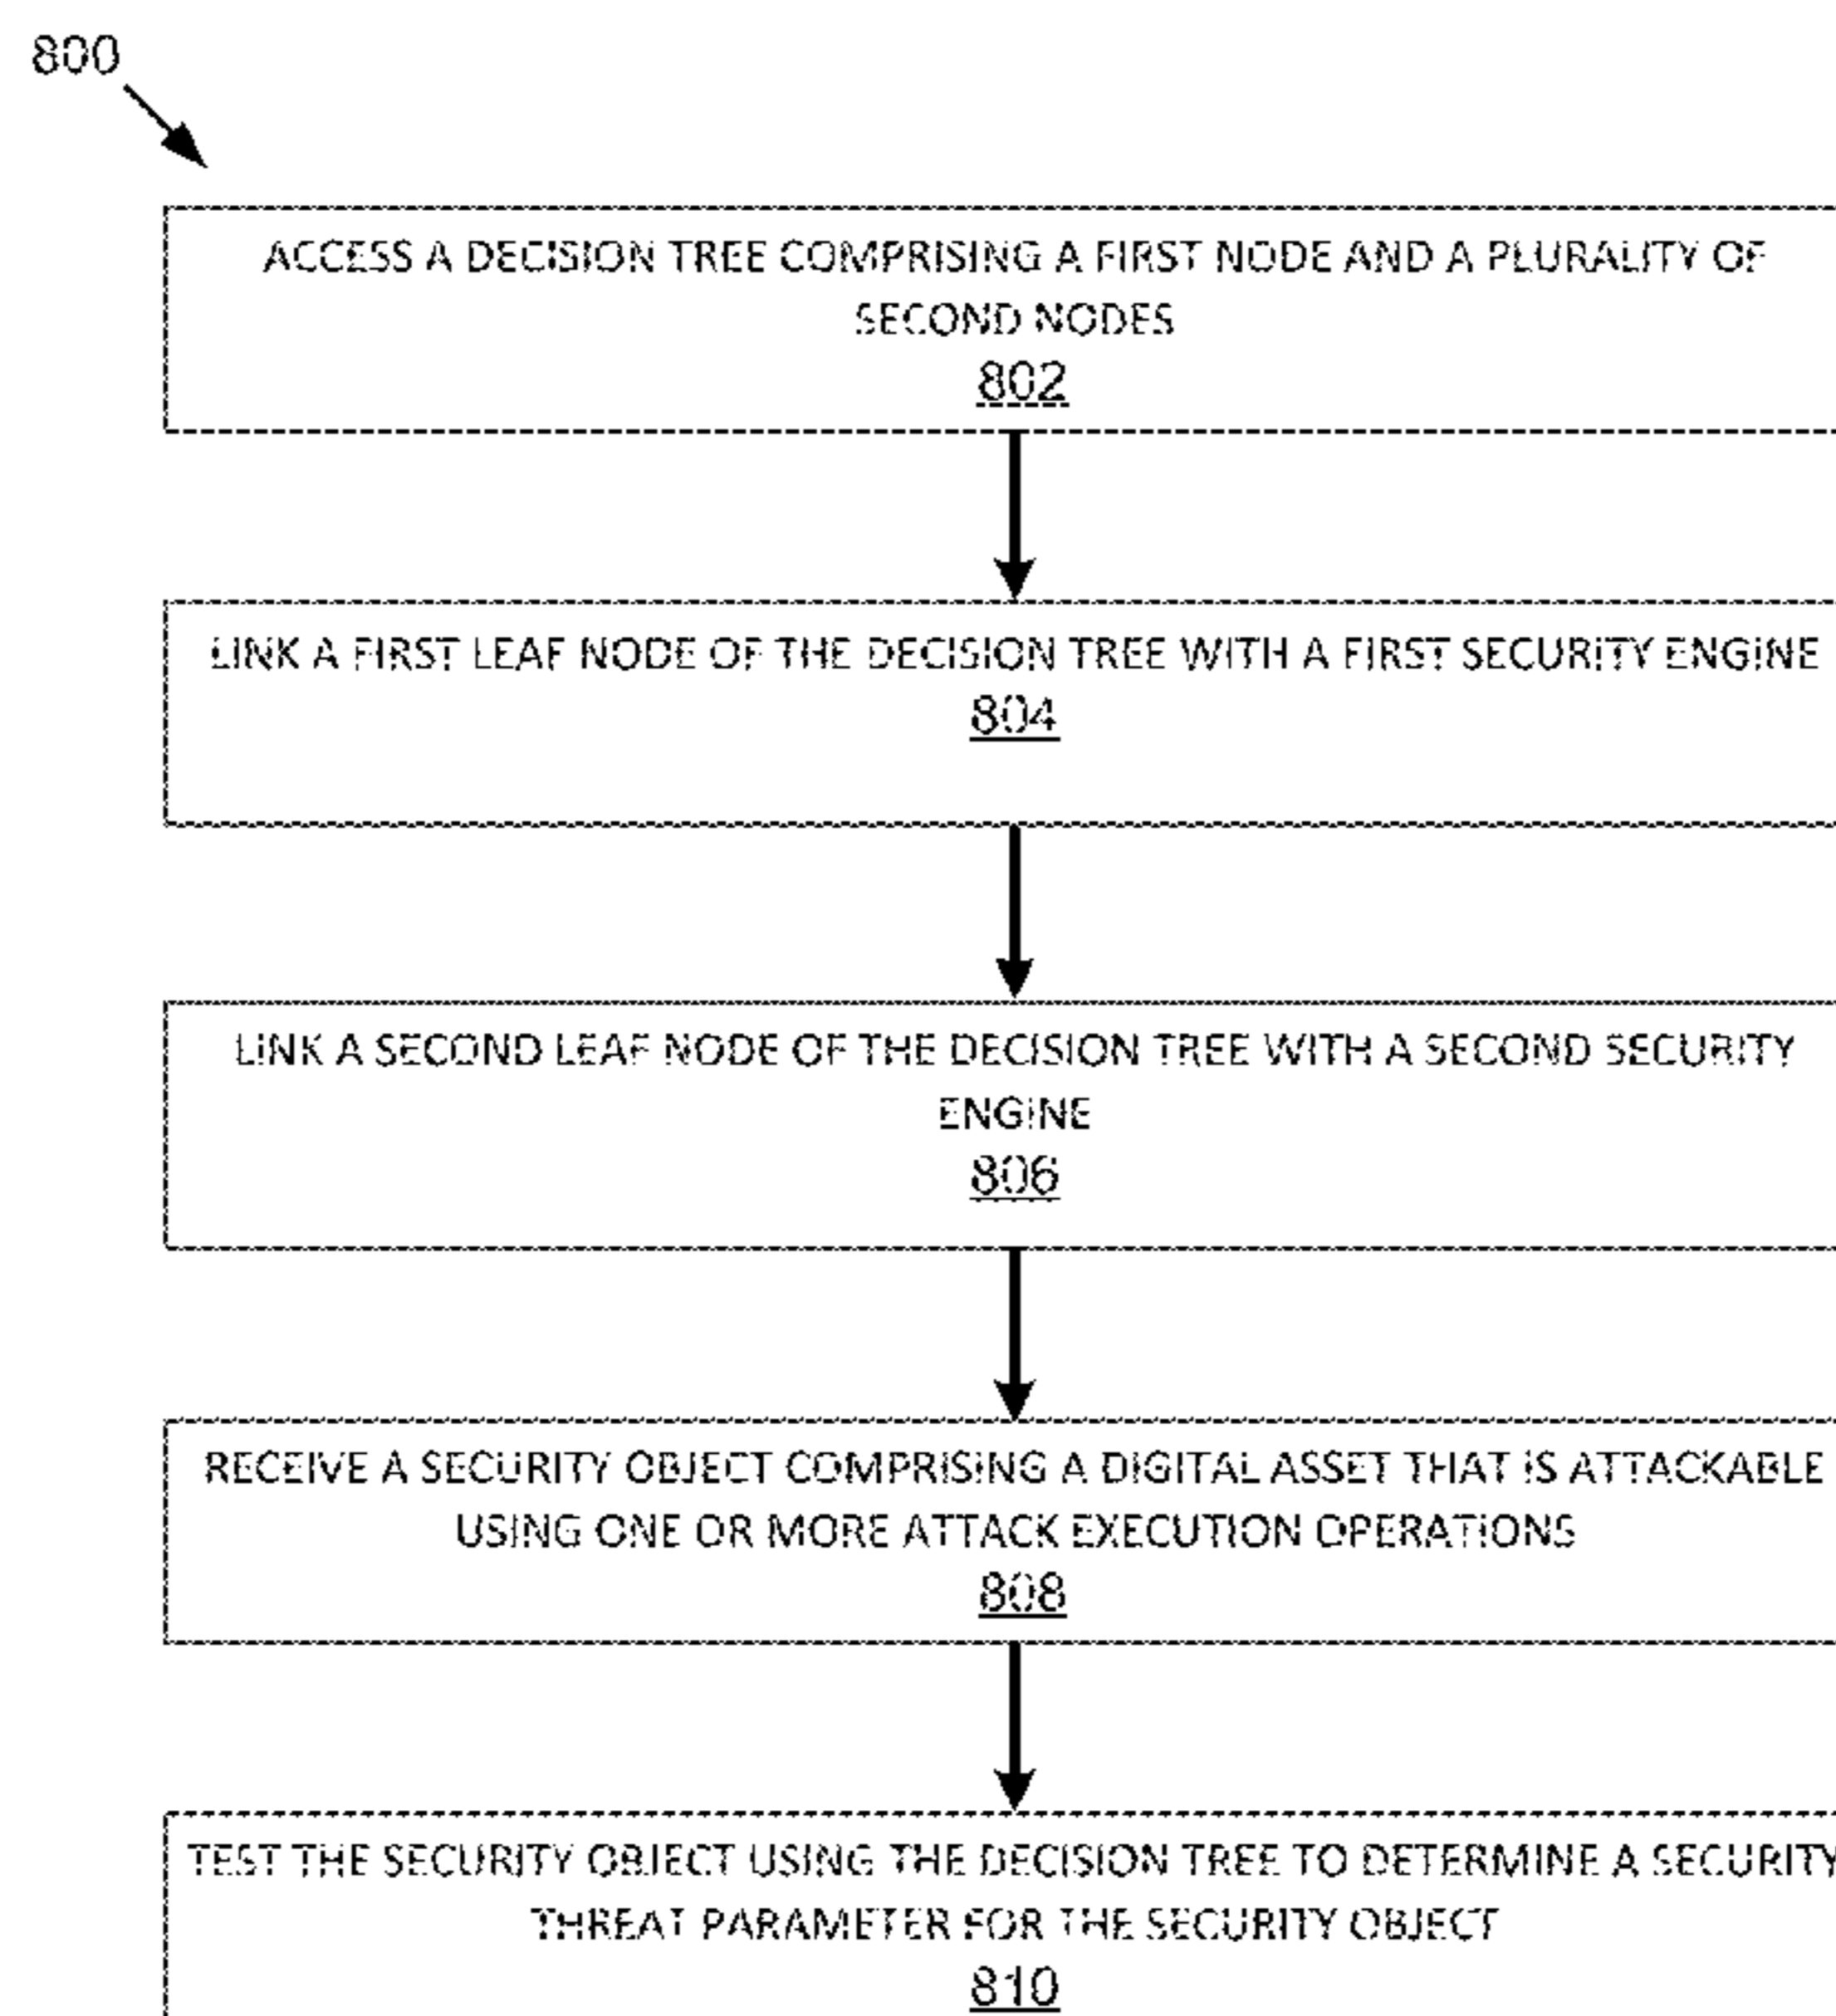 800
ACCESS A DECISION TREE COMPRISING A FIRST NODE AND A PLURALITY OF
SECOND NODES
802
LINK A FIRST LEAF NODE OF THE DECISION TREE WITH A FIRST SECURITY ENGINE
804
LINK A SECOND LEAF NODE OF THE DECISION TREE WITH A SECOND SECURITY
ENGINE
806
RECEIVE A SECURITY OBJECT COMPRISING A DIGITAL ASSET THAT IS ATTACKABLE
USING ONE OR MORE ATTACK EXECUTION OPERATIONS
808
TEST THE SECURITY OBJECT USING THE DECISION TREE TO DETERMINE A SECURITY
THREAT PARAMETER FOR THE SECURITY OBJECT
810